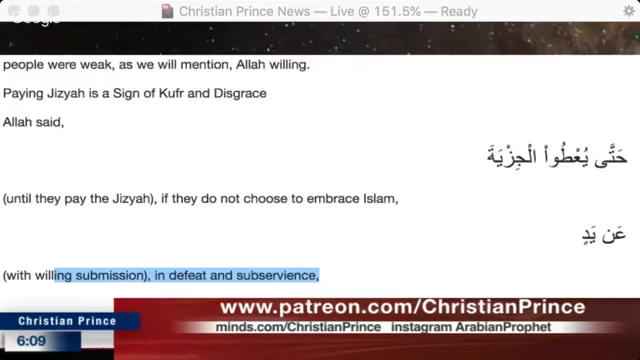 Christian Prince News — Live @ 151.5% — Ready
Google
people were weak, as we will mention, Allah willing.
Paying Jizyah is a Sign of Kufr and Disgrace
Allah said,
حَتَّى يُعْطُواْ الْجِزْيَةَ
(until they pay the Jizyah), if they do not choose to embrace Islam,
عَن يَدٍ
(with willing submission), in defeat and subservience,
www.patreon.com/ChristianPrince
Christian Prince
minds.com/ChristianPrince instagram ArabianProphet
6:09